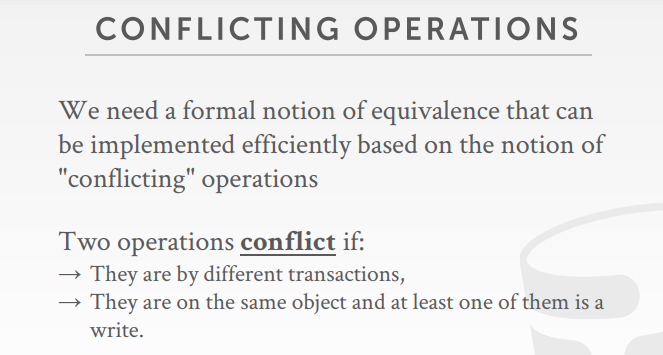 CONFLICTING OPERATIONS
We need a formal notion of equivalence that can
be implemented efficiently based on the notion of
"conflicting" operations
Two operations conflict if:
→ They are by different transactions,
→ They are on the same object and at least one of them is a
write.